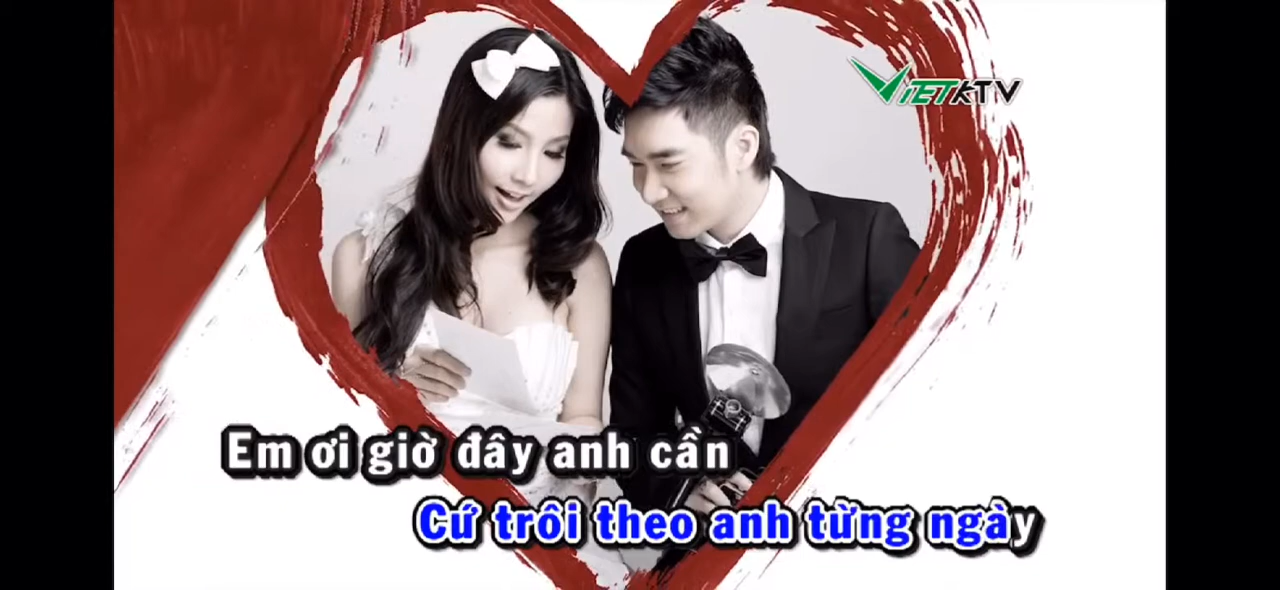 VIETKTV
Em ơi giờ đây anh cần
Cứ trôi theo anh từng ngày